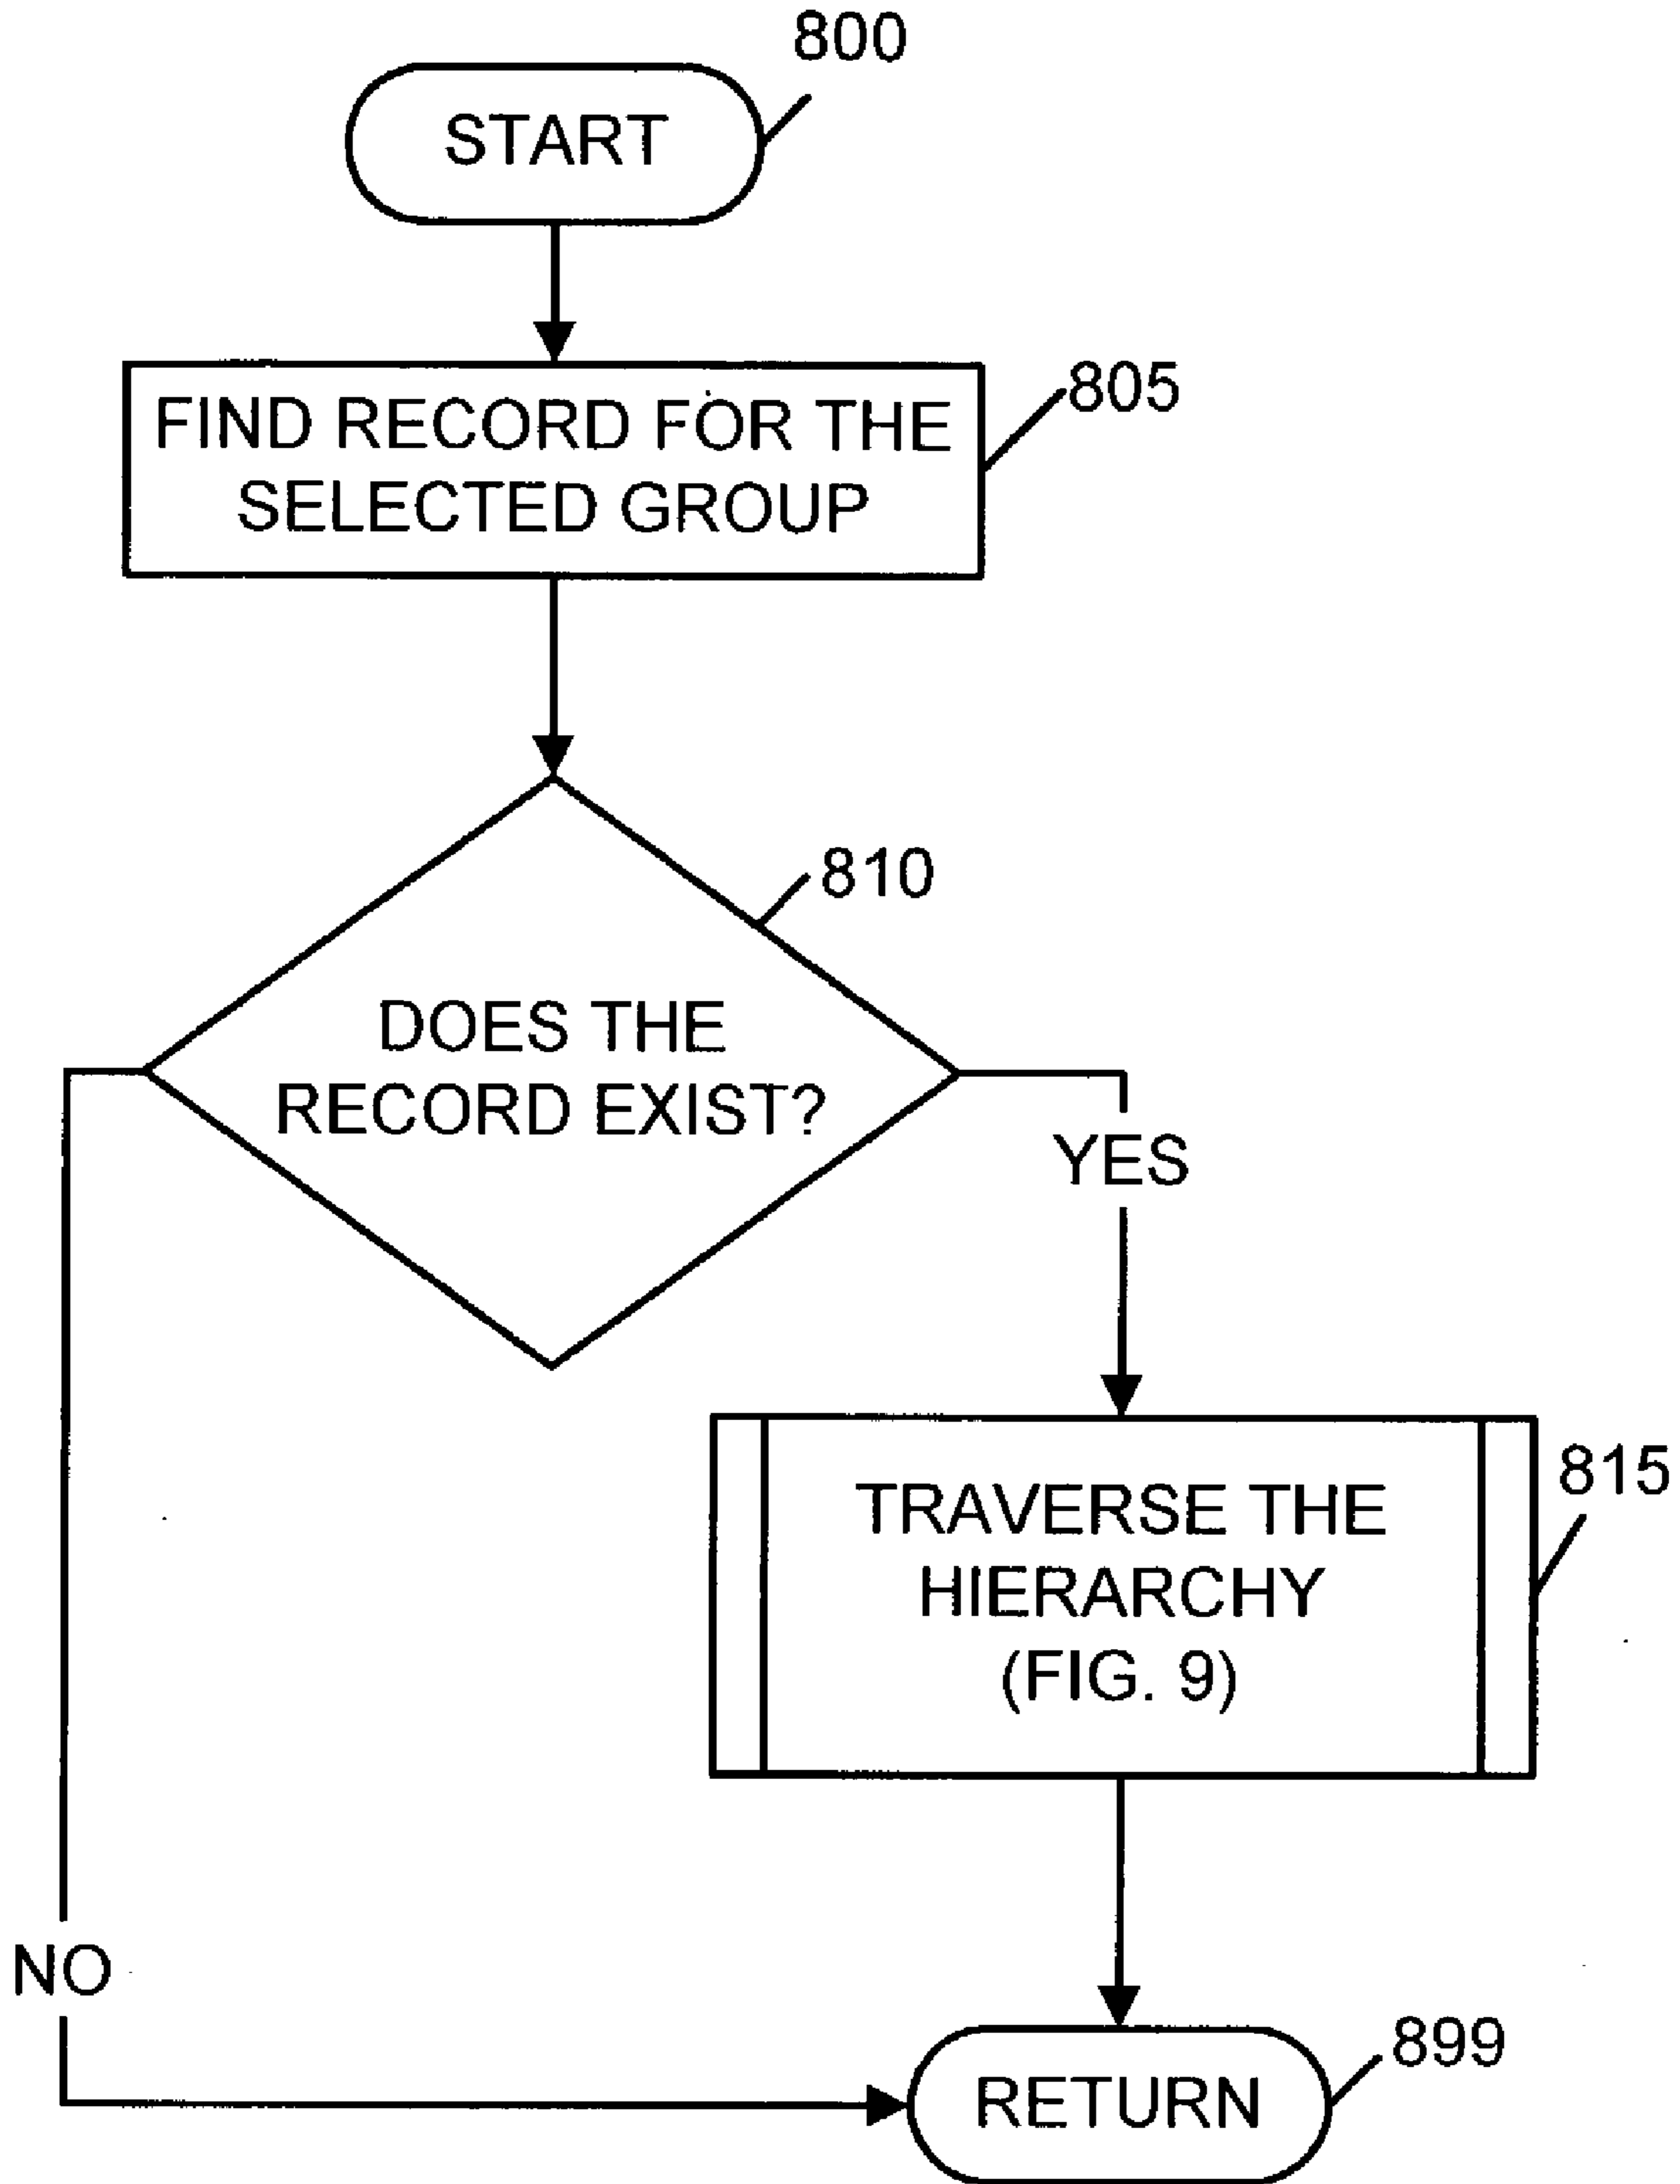 800
START
805
FIND RECORD FOR THE
SELECTED GROUP
810
DOES THE
RECORD EXIST?
YES
815
TRAVERSE THE
HIERARCHY
(FIG. 9)
NO
899
RETURN